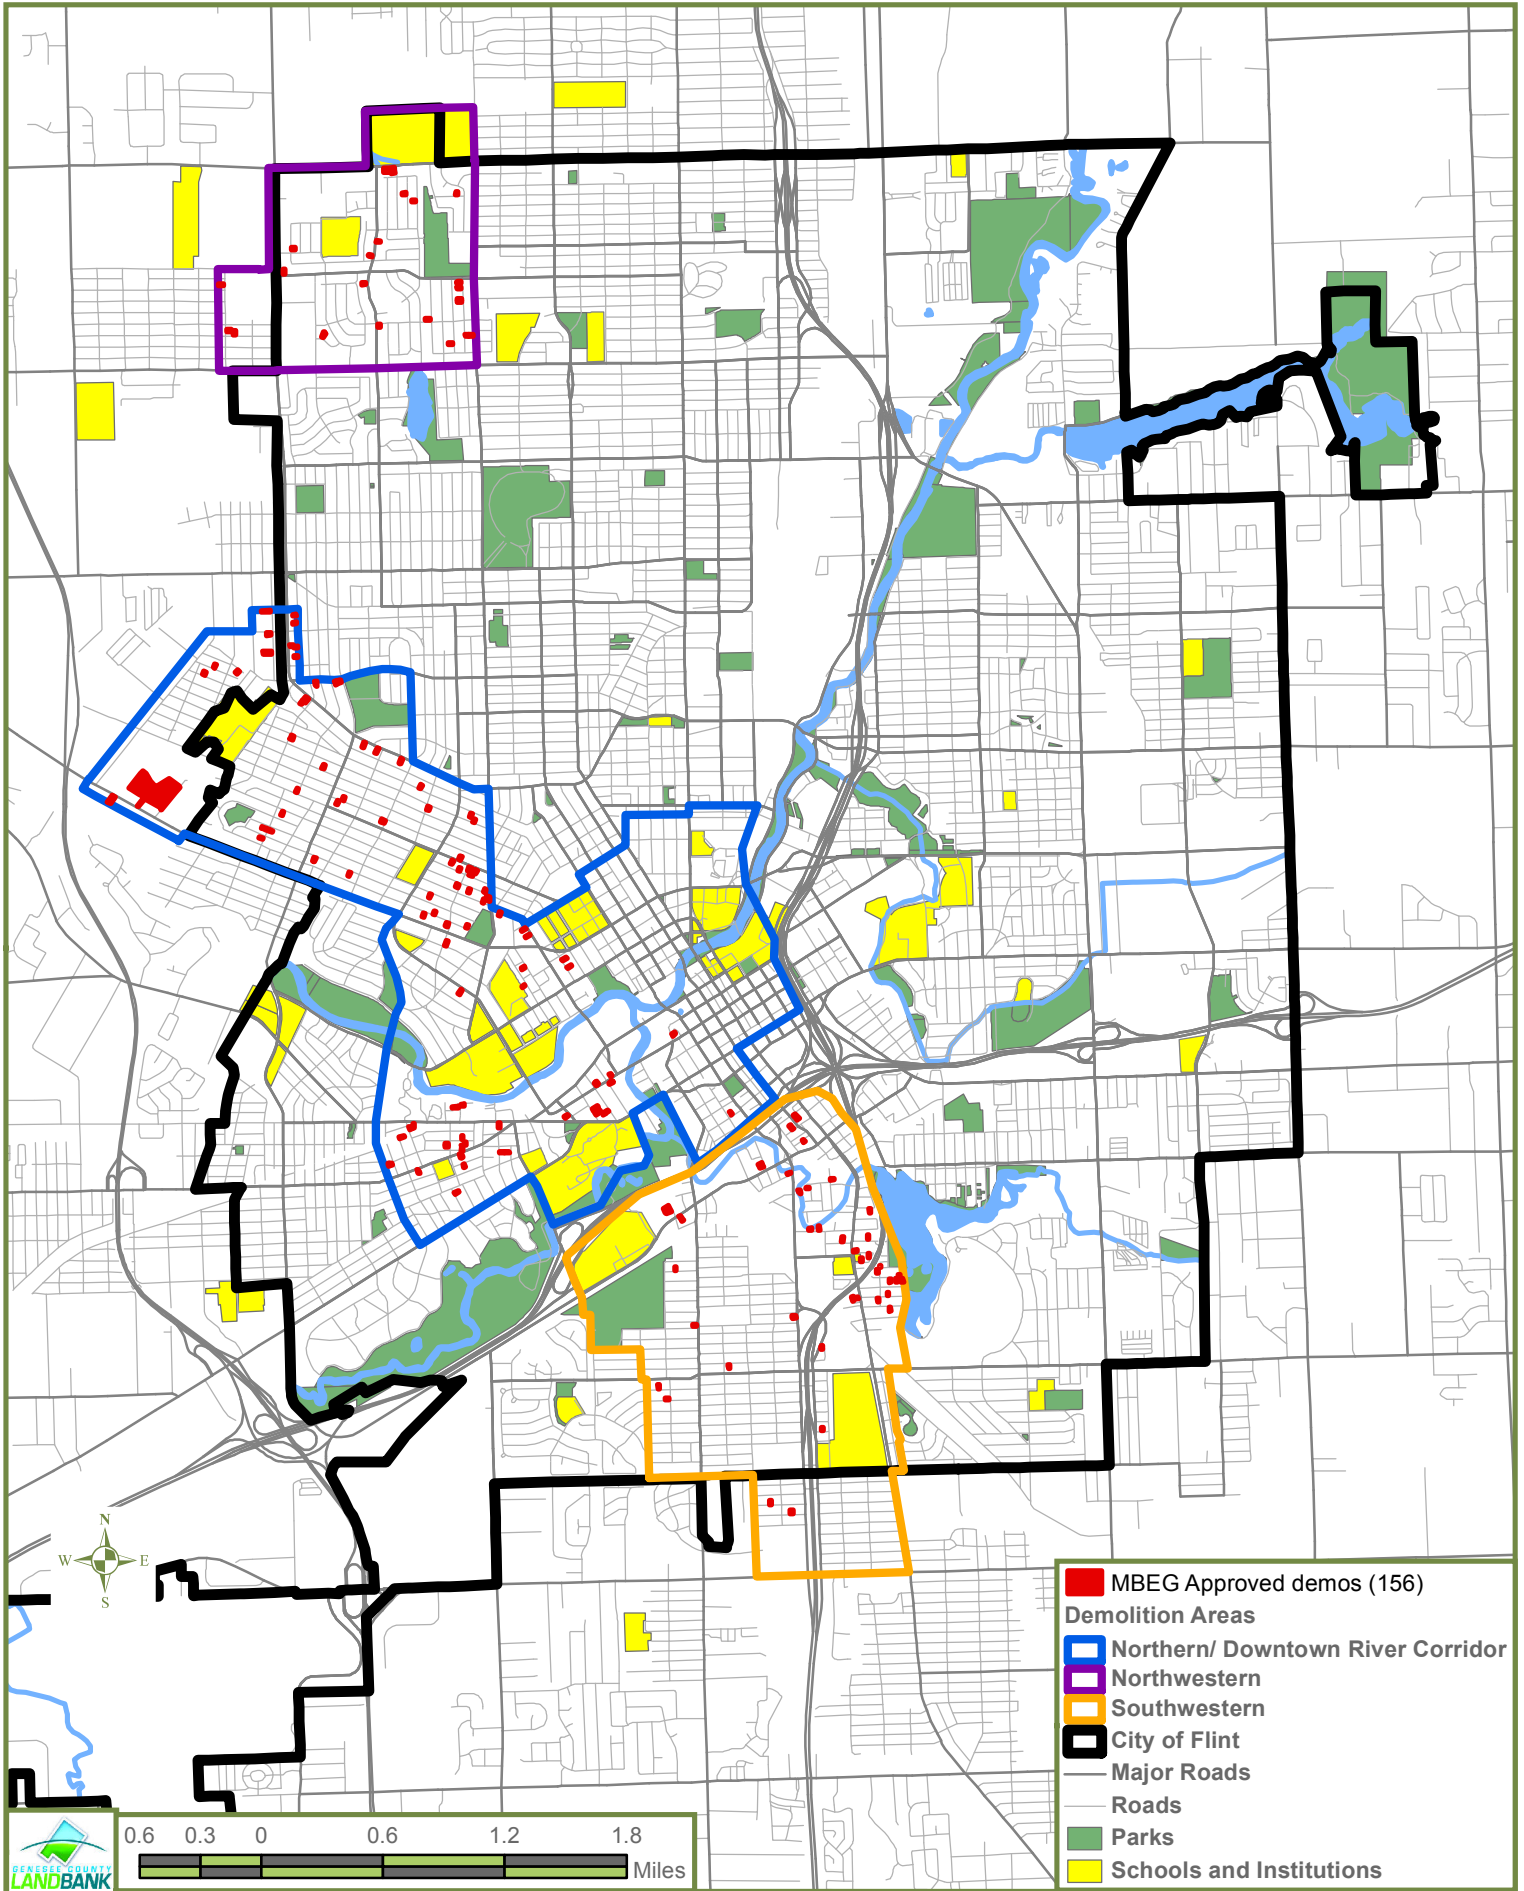 N
W E
S
MBEG Approved demos (156)
Demolition Areas
Northern/ Downtown River Corridor
Northwestern
Southwestern
City of Flint
Major Roads
Roads
Parks
Schools and Institutions
0.6 0.3 0 0.6 1.2 1.8
Miles
GENESEE COUNTY
LANDBANK